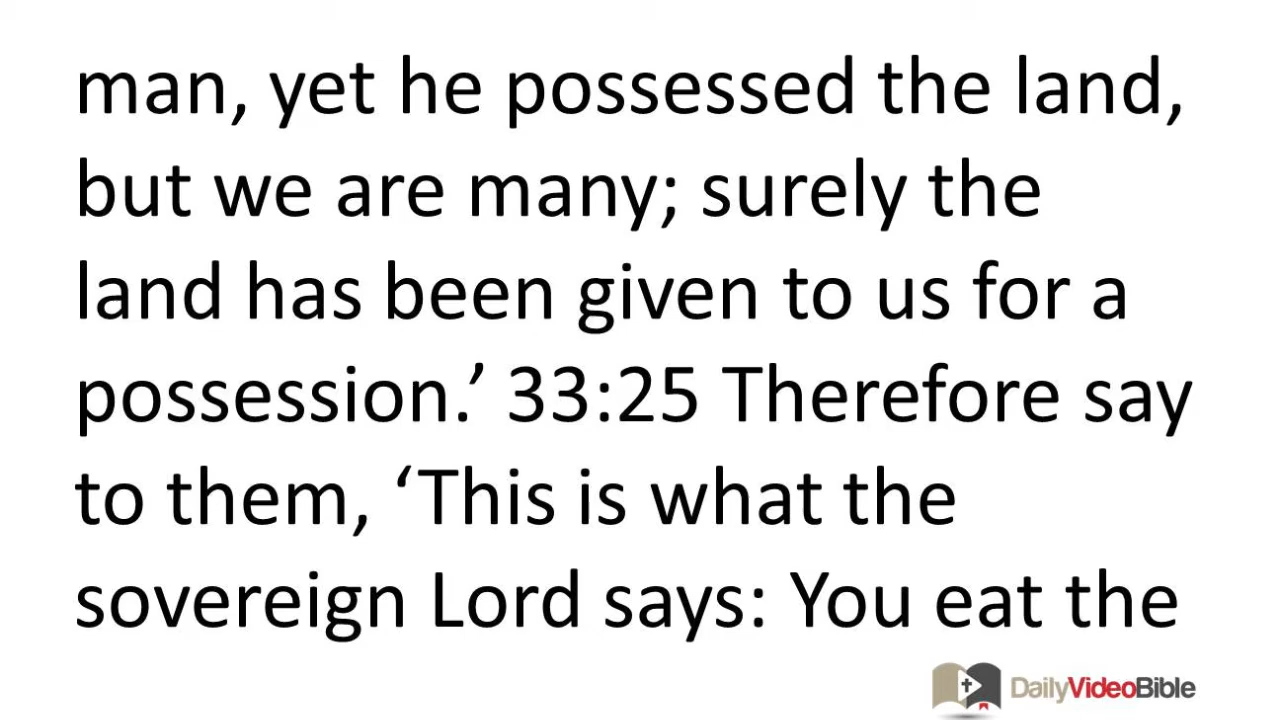 man, yet he possessed the land,
but we are many; surely the
land has been given to us for a
possession.’ 33:25 Therefore say
to them, ‘This is what the
sovereign Lord says: You eat the
DailyVideoBible